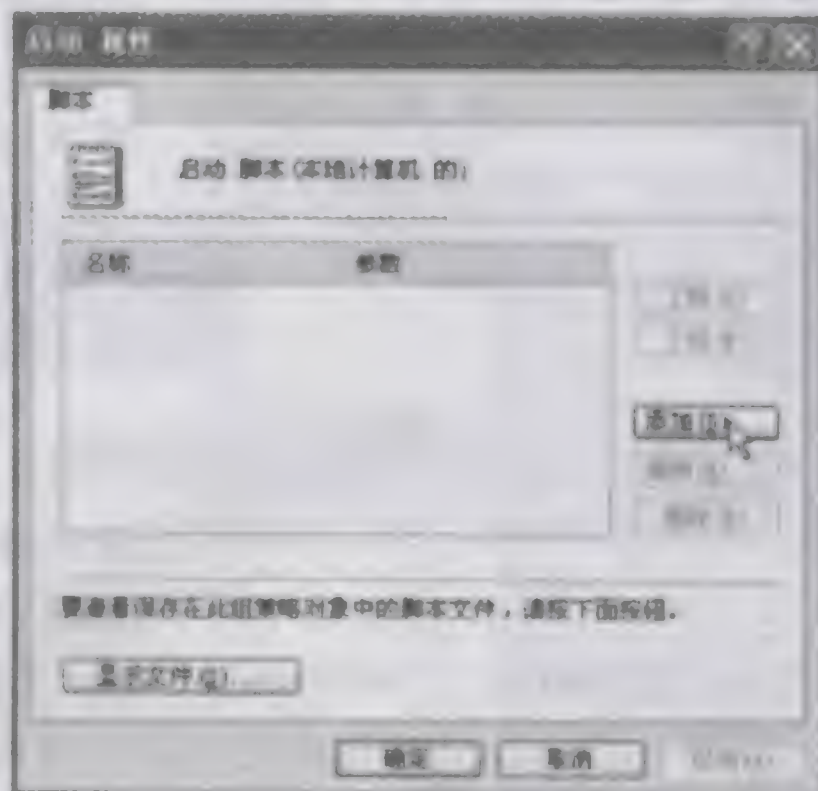 启动 属性
脚本
启动 脚本(本地计算机 的)
名称 参数
添加(D)...
要查看保存在此组策略对象中的脚本文件，请按下面按钮。
显示文件(S)...
确定 取消